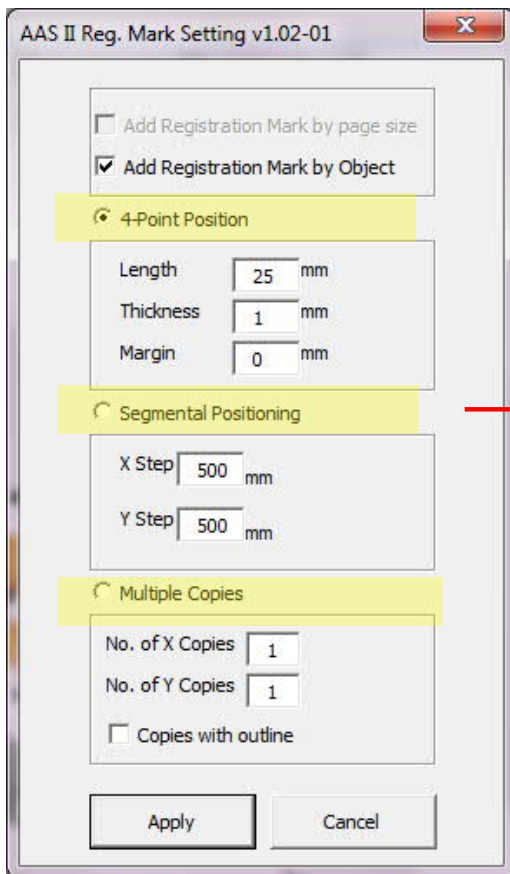 AAS II Reg. Mark Setting v1.02-01
Add Registration Mark by page size
Add Registration Mark by Object
4-Point Position
Length 25 mm
Thickness 1 mm
Margin 0 mm
Segmental Positioning
X Step 500 mm
Y Step 500 mm
Multiple Copies
No. of X Copies 1
No. of Y Copies 1
Copies with outline
Apply Cancel